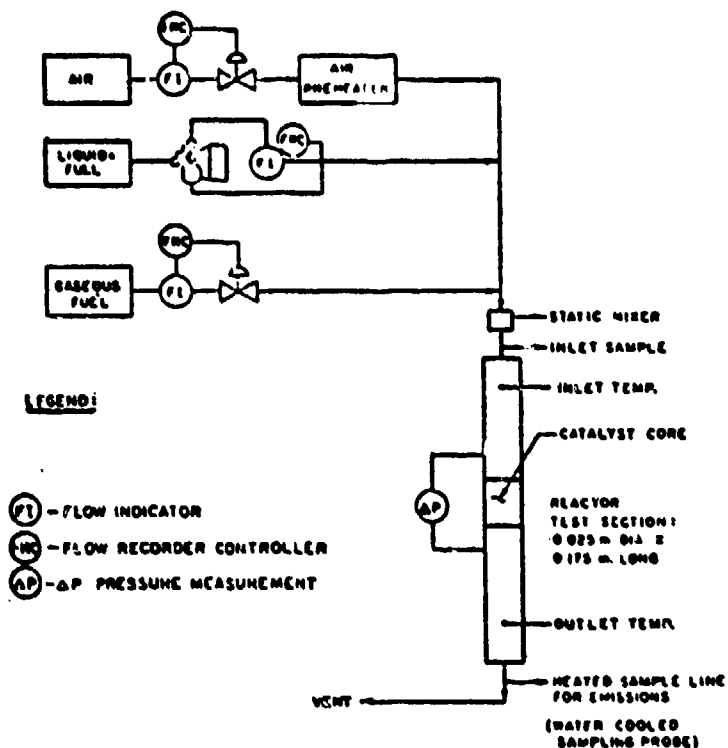 FRC
AIR
FI
AIR PREHEATER
LIQUID
FUEL
FRC
FI
FRC
GASEOUS
FUEL
FI
STATIC MIXER
INLET SAMPLE
INLET TEMP.
LEGEND:
CATALYST CORE
FI - FLOW INDICATOR
FRC - FLOW RECORDER CONTROLLER
ΔP - ΔP PRESSURE MEASUREMENT
ΔP
REACTOR
TEST SECTION:
0.025 m DIA X
0.175 m. LONG
OUTLET TEMP.
VENT
HEATED SAMPLE LINE
FOR EMISSIONS
(WATER COOLED
SAMPLING PROBE)